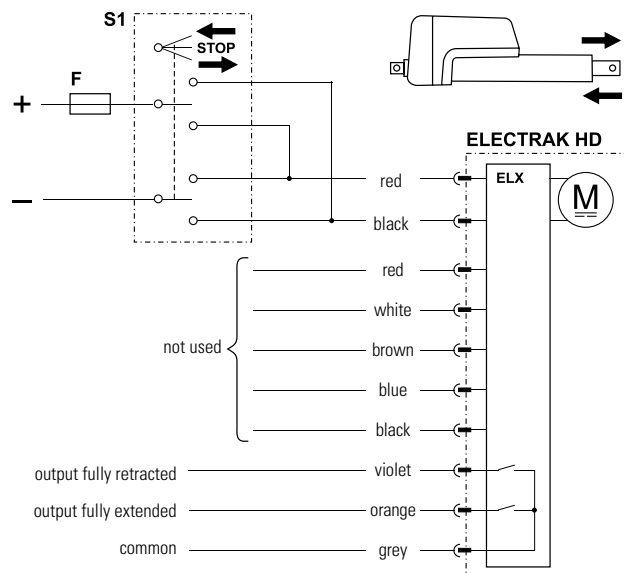 S1
STOP
F
+
–
ELECTRAK HD
ELX
M
red
black
red
white
not used
brown
blue
black
output fully retracted violet
output fully extended orange
common grey